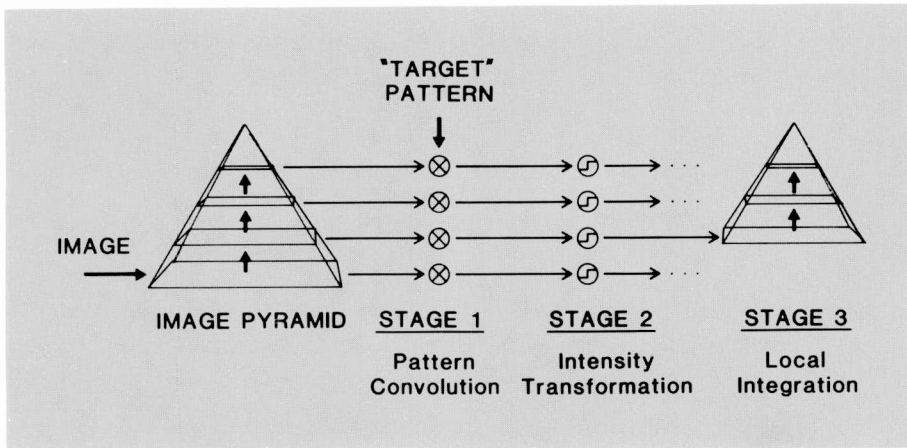 "TARGET"
PATTERN
IMAGE
IMAGE PYRAMID
STAGE 1
Pattern
Convolution
STAGE 2
Intensity
Transformation
STAGE 3
Local
Integration